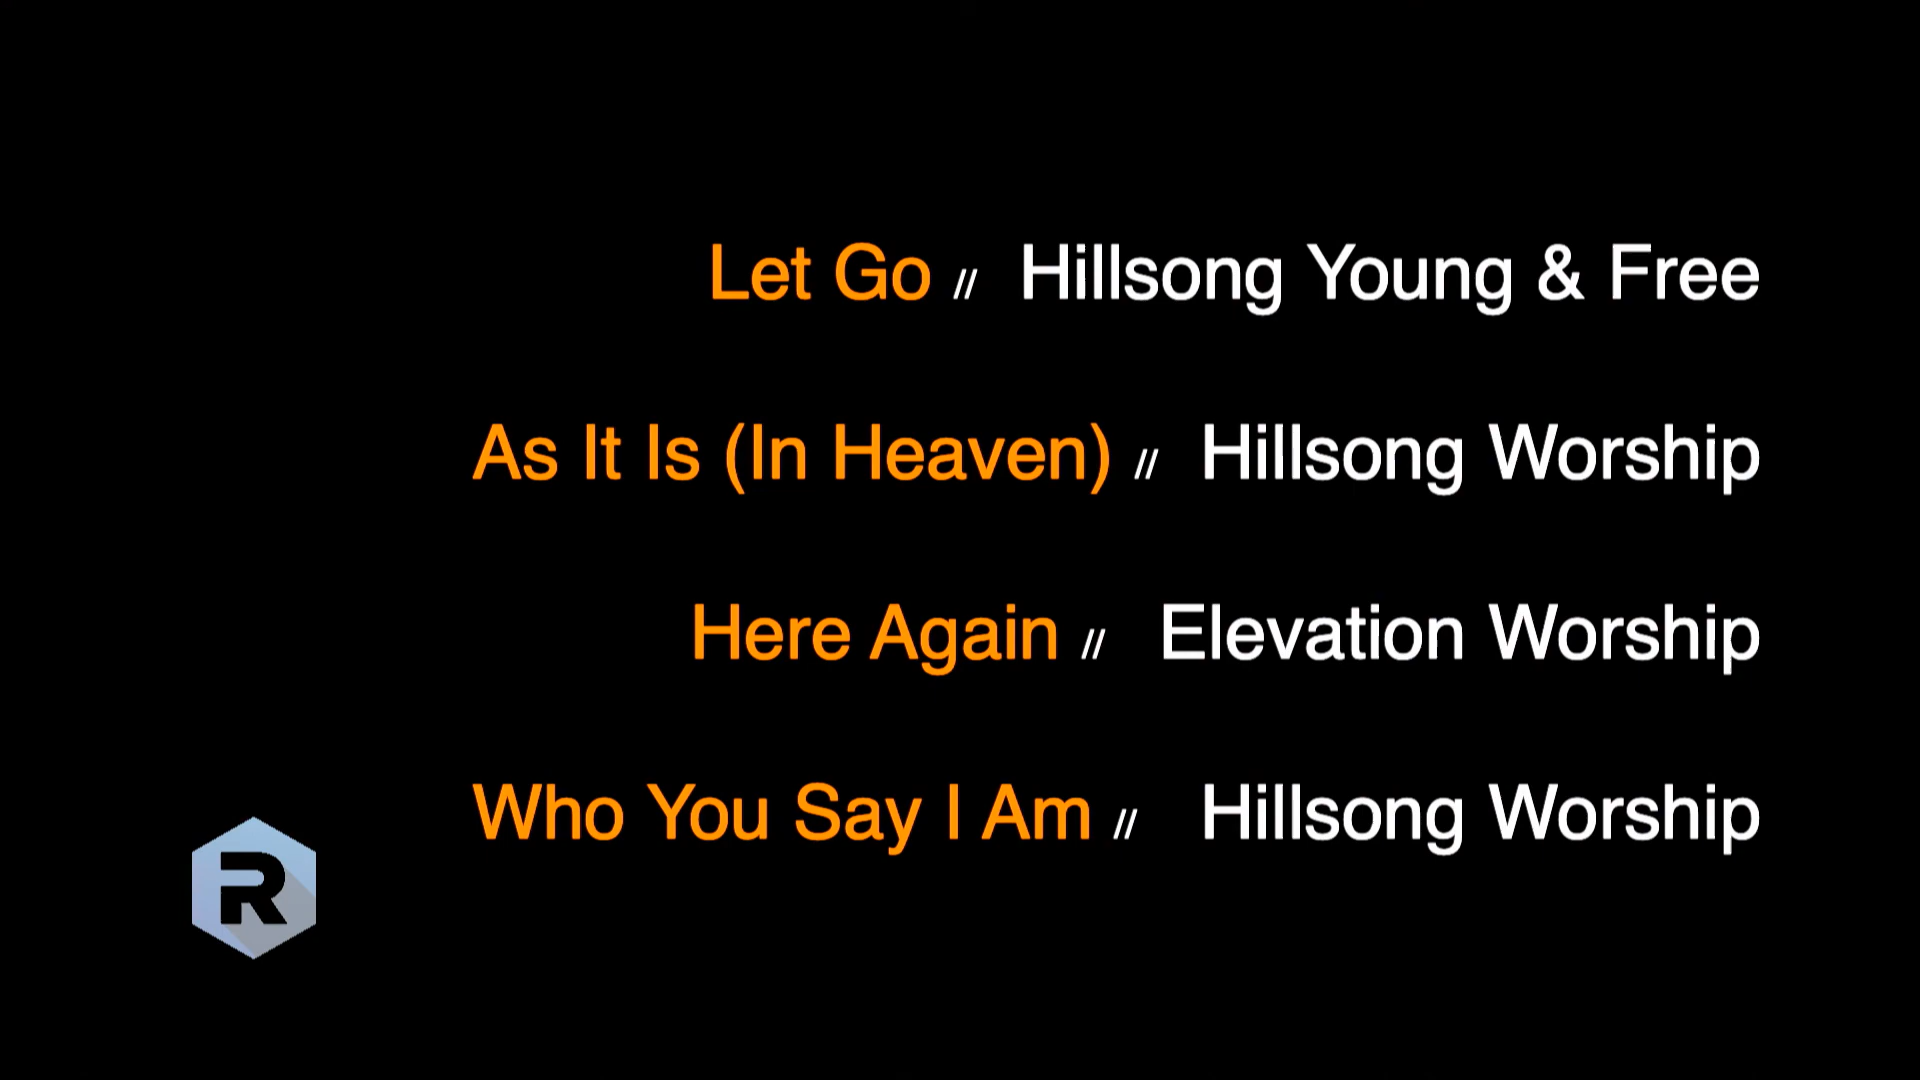 Let Go // Hillsong Young & Free
As It Is (In Heaven) // Hillsong Worship
Here Again // Elevation Worship
Who You Say I Am // Hillsong Worship
R